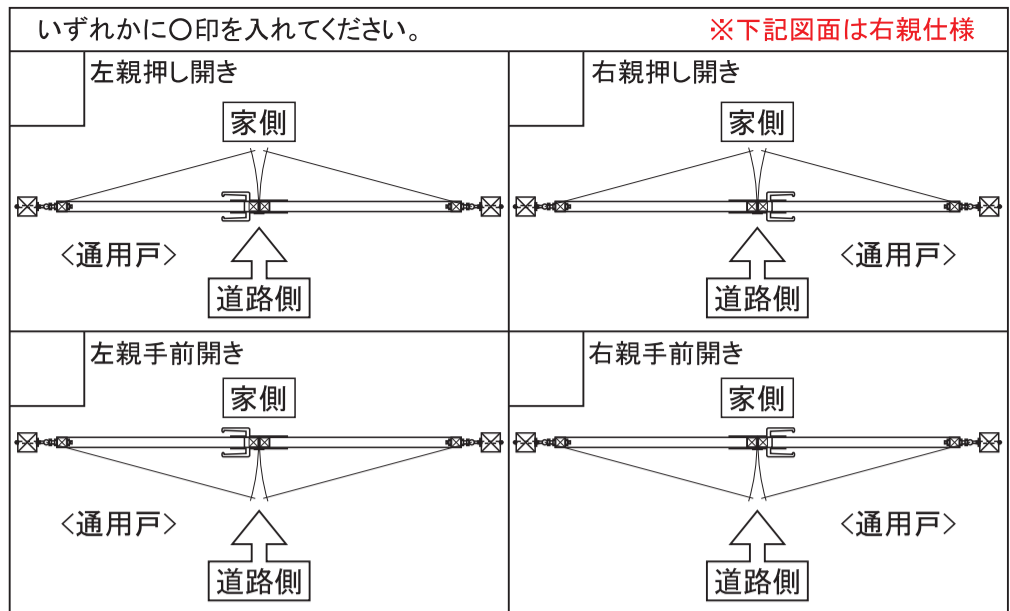 いずれかに○印を入れてください。 ※下記図面は右親仕様
左親押し開き
家側
<通用戸>
道路側
右親押し開き
家側
<通用戸>
道路側
左親手前開き
家側
<通用戸>
道路側
右親手前開き
家側
<通用戸>
道路側